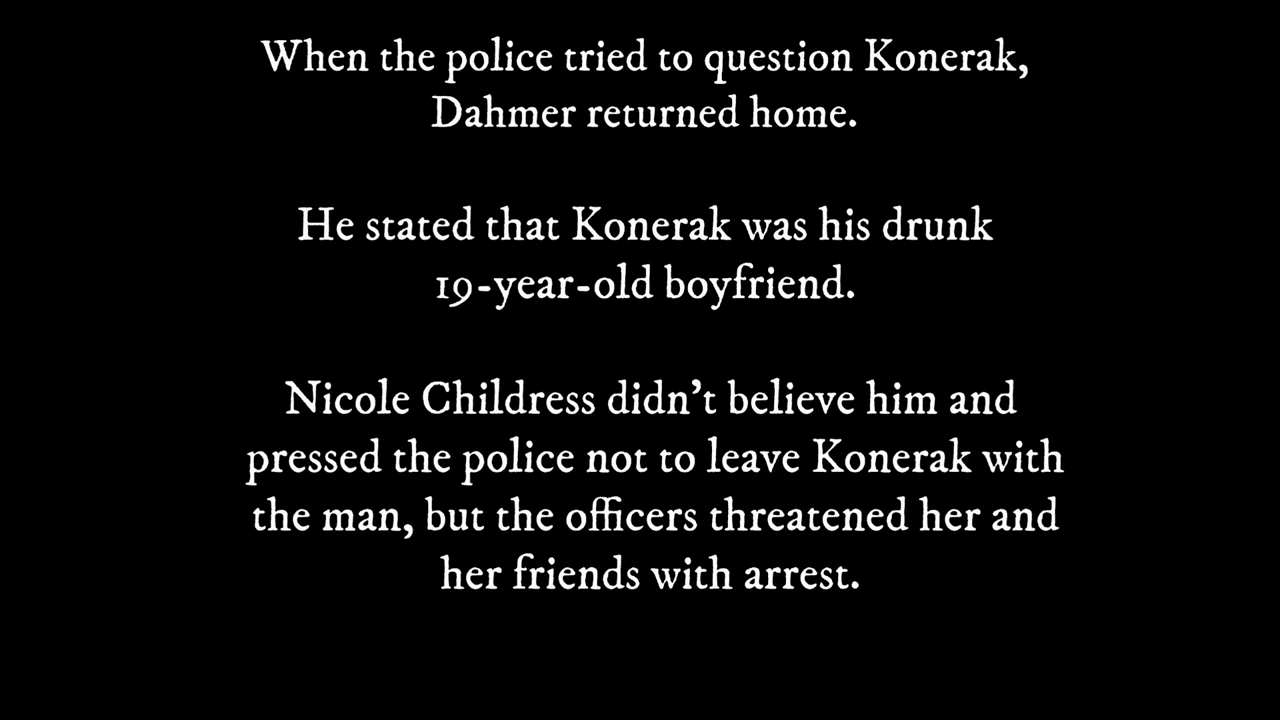 When the police tried to question Konerak,
Dahmer returned home.
He stated that Konerak was his drunk
19-year-old boyfriend.
Nicole Childress didn’t believe him and
pressed the police not to leave Konerak with
the man, but the officers threatened her and
her friends with arrest.